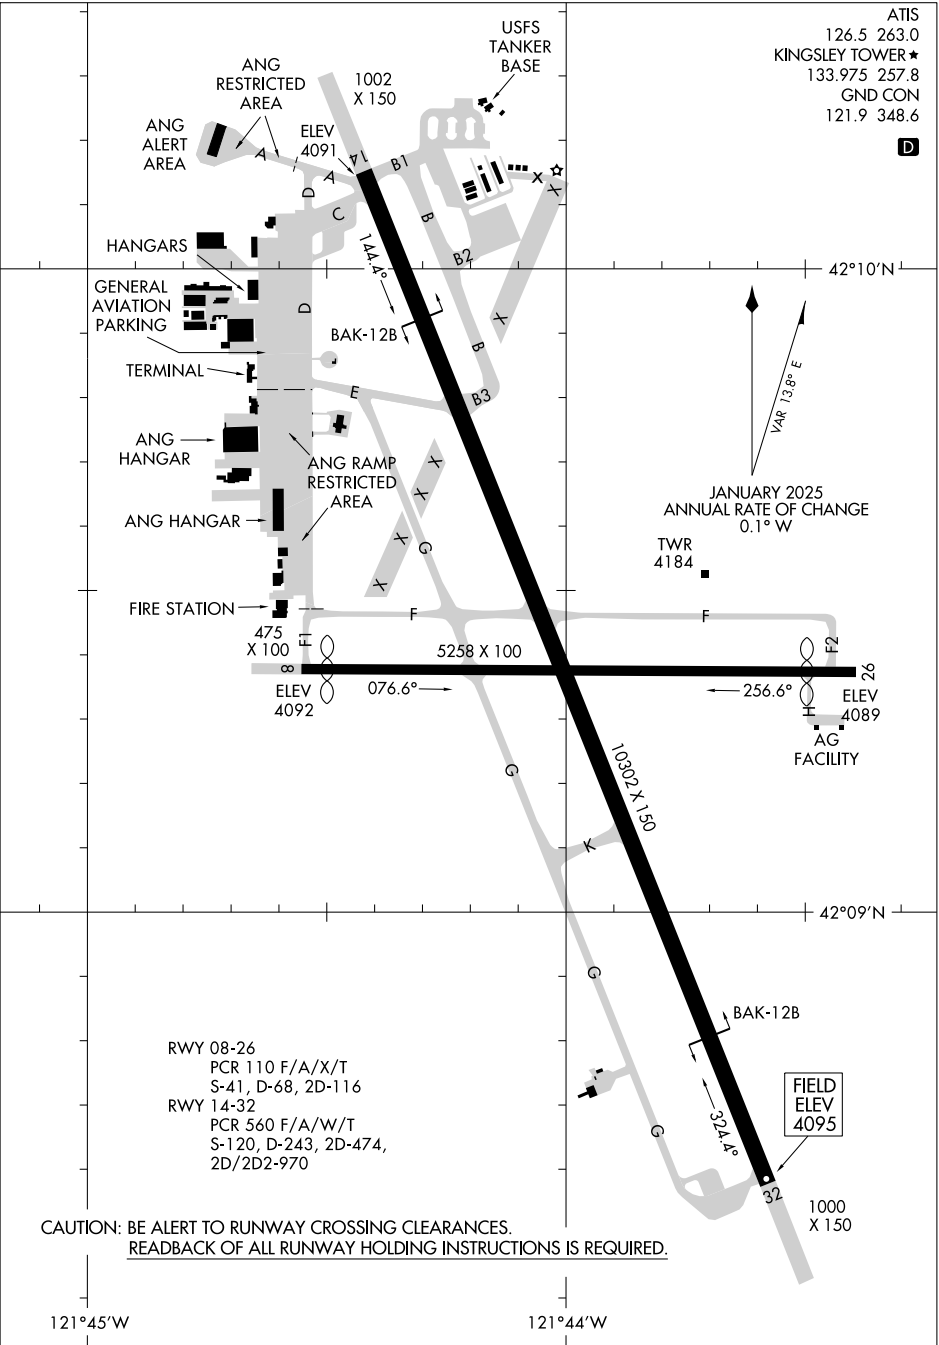 ATIS
126.5 263.0
KINGSLEY TOWER★
133.975 257.8
GND CON
121.9 348.6
D
USFS
TANKER
BASE
1002
X 150
ANG
RESTRICTED
AREA
ANG
ALERT
AREA
ELEV
4091
14
A
A
B1
D
C
B
B2
X
144.4°
HANGARS
42°10'N
GENERAL
AVIATION
PARKING
D
X
BAK-12B
B
TERMINAL
E
B3
VAR 13.8° E
ANG
HANGAR
ANG RAMP
RESTRICTED
AREA
X
X
X
X
JANUARY 2025
ANNUAL RATE OF CHANGE
0.1° W
ANG HANGAR
G
TWR
4184
FIRE STATION
F
F
475
X 100
F1
5258 X 100
F2
8
26
ELEV
4092
076.6°
256.6°
ELEV
4089
H
AG
FACILITY
G
10302 X 150
K
42°09'N
G
BAK-12B
RWY 08-26
PCR 110 F/A/X/T
S-41, D-68, 2D-116
RWY 14-32
PCR 560 F/A/W/T
S-120, D-243, 2D-474,
2D/2D2-970
G
324.4°
FIELD
ELEV
4095
32
1000
X 150
CAUTION: BE ALERT TO RUNWAY CROSSING CLEARANCES.
READBACK OF ALL RUNWAY HOLDING INSTRUCTIONS IS REQUIRED.
121°45'W
121°44'W